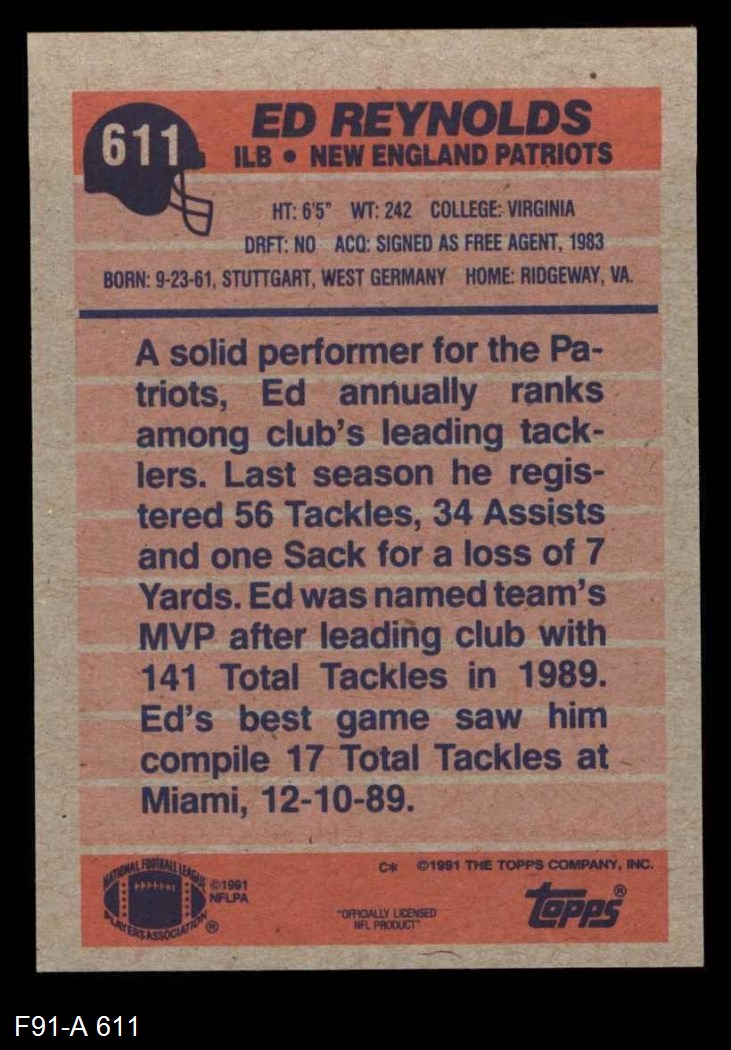 611
ED REYNOLDS
ILB • NEW ENGLAND PATRIOTS
HT: 6'5" WT: 242 COLLEGE: VIRGINIA
DRFT: NO ACQ: SIGNED AS FREE AGENT, 1983
BORN: 9-23-61, STUTTGART, WEST GERMANY HOME: RIDGEWAY, VA.
A solid performer for the Pa-
triots, Ed annually ranks
among club's leading tack-
lers. Last season he regis-
tered 56 Tackles, 34 Assists
and one Sack for a loss of 7
Yards. Ed was named team's
MVP after leading club with
141 Total Tackles in 1989.
Ed's best game saw him
compile 17 Total Tackles at
Miami, 12-10-89.
C* ©1991 THE TOPPS COMPANY, INC.
NATIONAL FOOTBALL LEAGUE
PLAYERS ASSOCIATION ®
©1991
NFLPA
"OFFICIALLY LICENSED
NFL PRODUCT"
topps®
F91-A 611